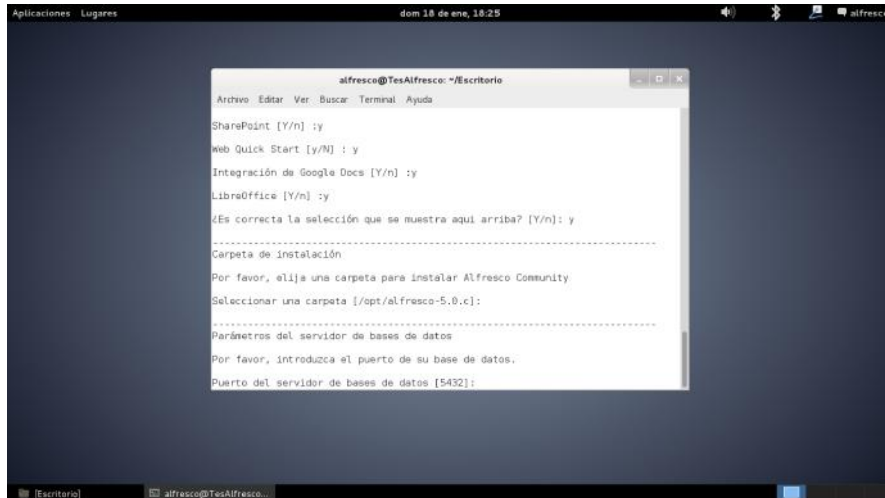 Aplicaciones Lugares
dom 18 de ene, 18:25
alfresco
alfresco@TesAlfresco: ~/Escritorio
Archivo Editar Ver Buscar Terminal Ayuda
SharePoint [Y/n] :y
Web Quick Start [y/N] : y
Integración de Google Docs [Y/n] :y
LibreOffice [Y/n] :y
¿Es correcta la selección que se muestra aquí arriba? [Y/n]: y
Carpeta de instalación
Por favor, elija una carpeta para instalar Alfresco Community
Seleccionar una carpeta [/opt/alfresco-5.0.c]:
Parámetros del servidor de bases de datos
Por favor, introduzca el puerto de su base de datos.
Puerto del servidor de bases de datos [5432]:
[Escritorio]
alfresco@TesAlfresco...